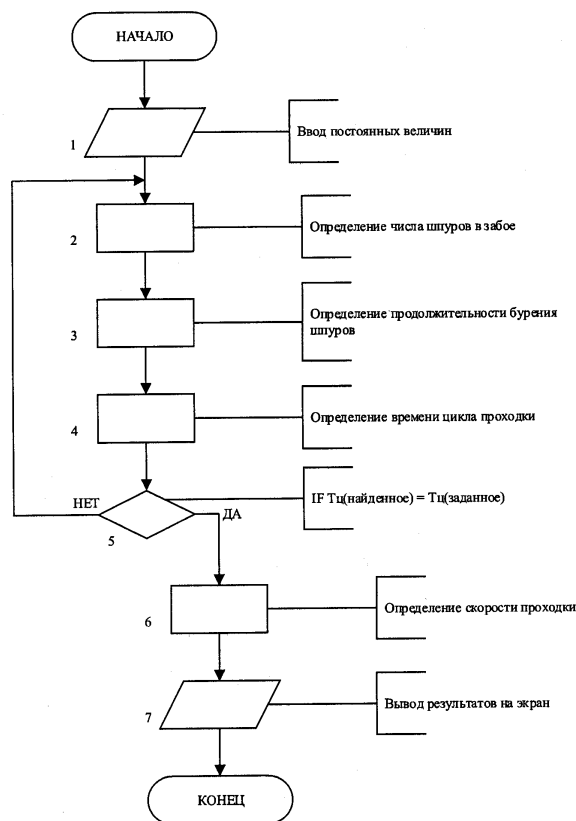 НАЧАЛО
1
Ввод постоянных величин
2
Определение числа шпуров в забое
3
Определение продолжительности бурения
шпуров
4
Определение времени цикла проходки
НЕТ
IF Тц(найденное) = Тц(заданное)
ДА
5
6
Определение скорости проходки
7
Вывод результатов на экран
КОНЕЦ